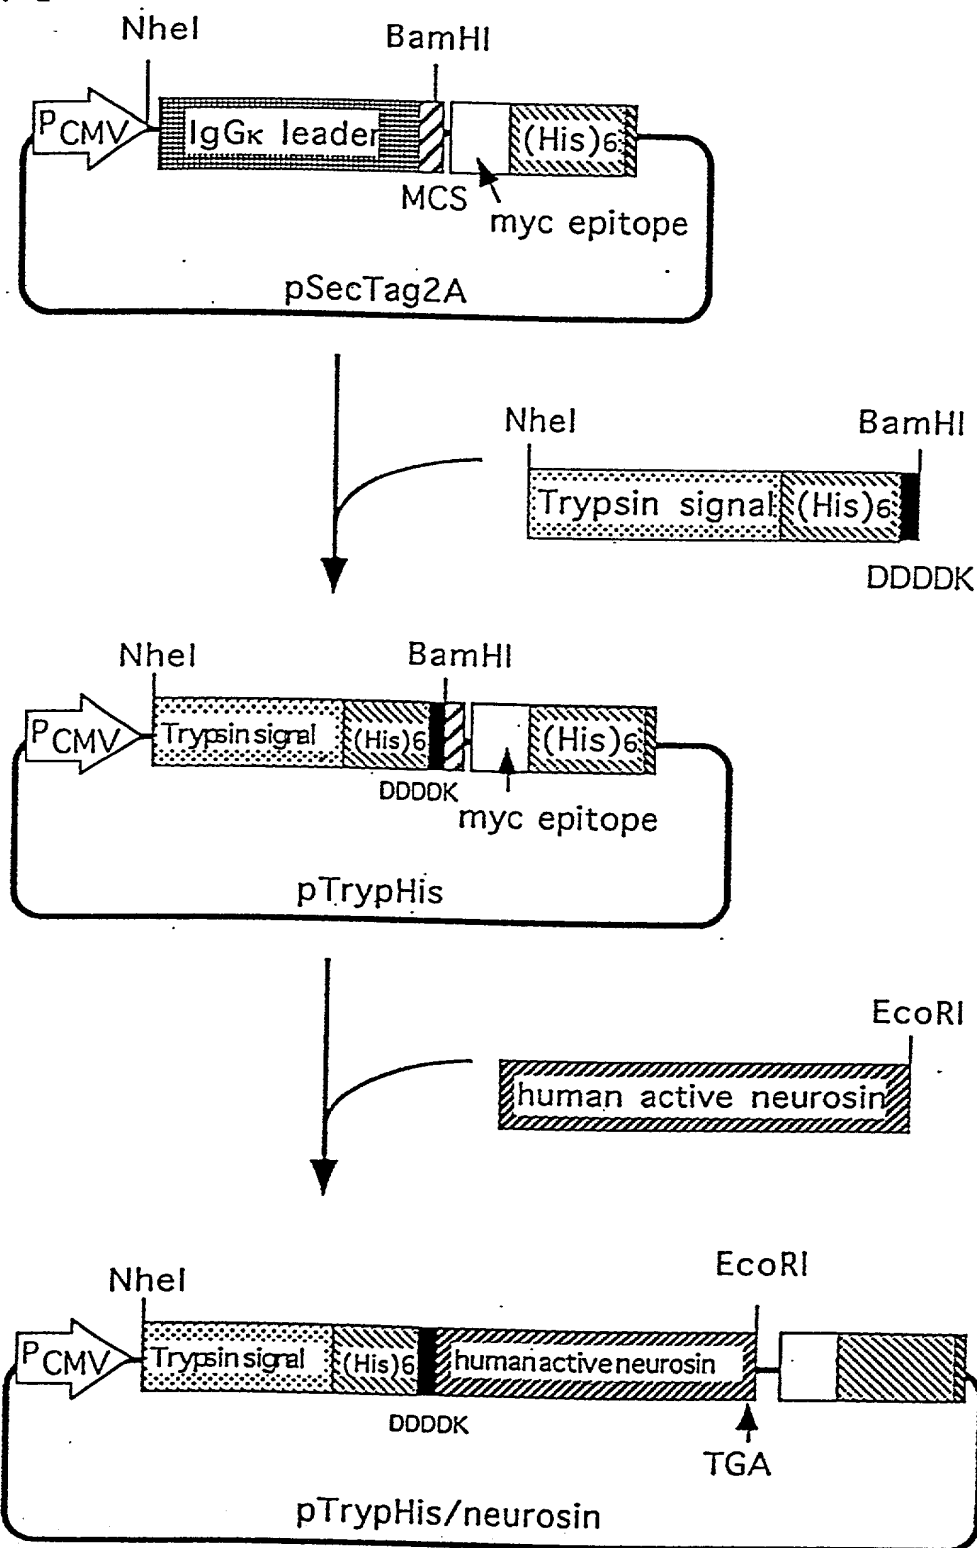 NheI
BamHI
PCMV
IgGκ leader
(His)6
MCS
myc epitope
pSecTag2A
NheI
BamHI
Trypsin signal
(His)6
DDDDK
NheI
BamHI
PCMV
Trypsin signal
(His)6
(His)6
DDDDK
myc epitope
pTrypHis
EcoRI
human active neurosin
EcoRI
NheI
PCMV
Trypsin signal
(His)6
human active neurosin
DDDDK
TGA
pTrypHis/neurosin